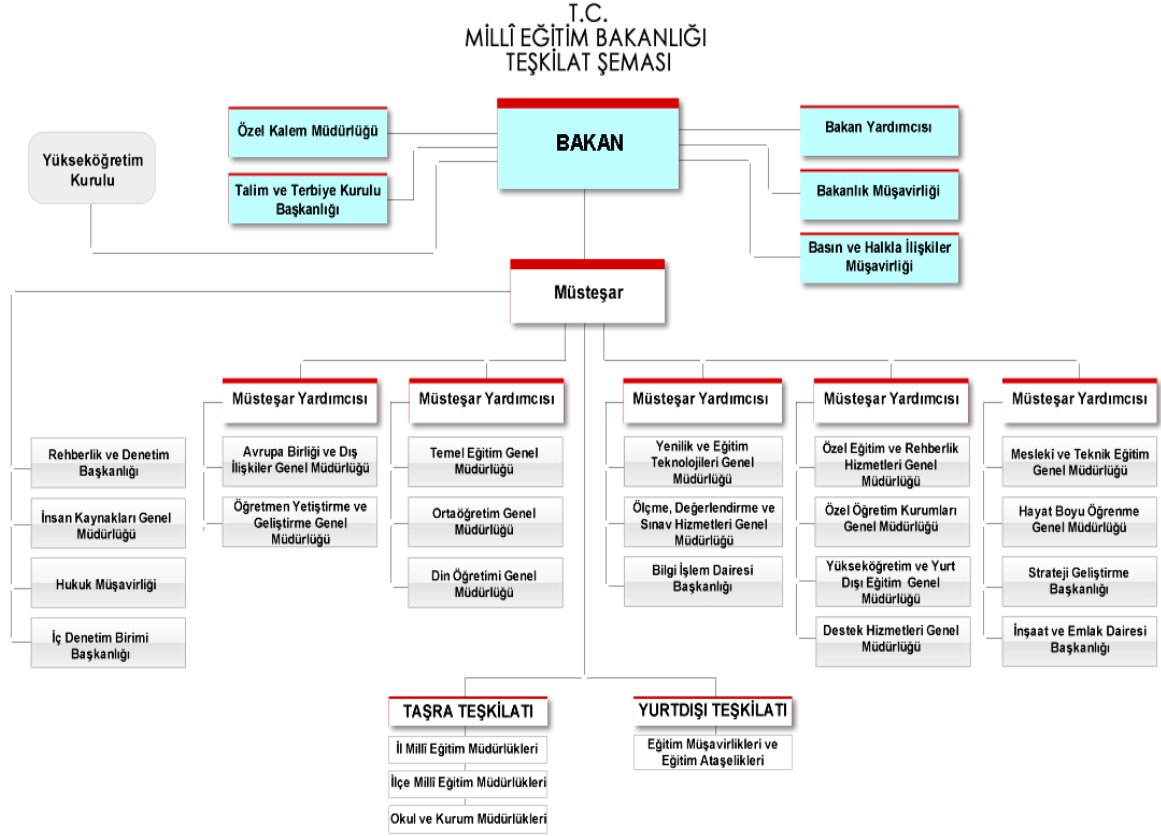 T.C.
MİLLÎ EĞİTİM BAKANLIĞI
TEŞKİLAT ŞEMASI
Yükseköğretim
Kurulu
Özel Kalem Müdürlüğü
Talim ve Terbiye Kurulu
Başkanlığı
BAKAN
Bakan Yardımcısı
Bakanlık Müşavirliği
Basın ve Halkla İlişkiler
Müşavirliği
Müsteşar
Rehberlik ve Denetim
Başkanlığı
İnsan Kaynakları Genel
Müdürlüğü
Hukuk Müşavirliği
İç Denetim Birimi
Başkanlığı
Müsteşar Yardımcısı
Avrupa Birliği ve Dış
İlişkiler Genel Müdürlüğü
Öğretmen Yetiştirme ve
Geliştirme Genel
Müdürlüğü
Müsteşar Yardımcısı
Temel Eğitim Genel
Müdürlüğü
Ortaöğretim Genel
Müdürlüğü
Din Öğretimi Genel
Müdürlüğü
Müsteşar Yardımcısı
Yenilik ve Eğitim
Teknolojileri Genel
Müdürlüğü
Ölçme, Değerlendirme ve
Sınav Hizmetleri Genel
Müdürlüğü
Bilgi İşlem Dairesi
Başkanlığı
Müsteşar Yardımcısı
Özel Eğitim ve Rehberlik
Hizmetleri Genel
Müdürlüğü
Özel Öğretim Kurumları
Genel Müdürlüğü
Yükseköğretim ve Yurt
Dışı Eğitim Genel
Müdürlüğü
Destek Hizmetleri Genel
Müdürlüğü
Müsteşar Yardımcısı
Meslekî ve Teknik Eğitim
Genel Müdürlüğü
Hayat Boyu Öğrenme
Genel Müdürlüğü
Strateji Geliştirme
Başkanlığı
İnşaat ve Emlak Dairesi
Başkanlığı
TAŞRA TEŞKİLATI
İl Millî Eğitim Müdürlükleri
İlçe Millî Eğitim Müdürlükleri
Okul ve Kurum Müdürlükleri
YURTDIŞI TEŞKİLATI
Eğitim Müşavirlikleri ve
Eğitim Ataşelikleri